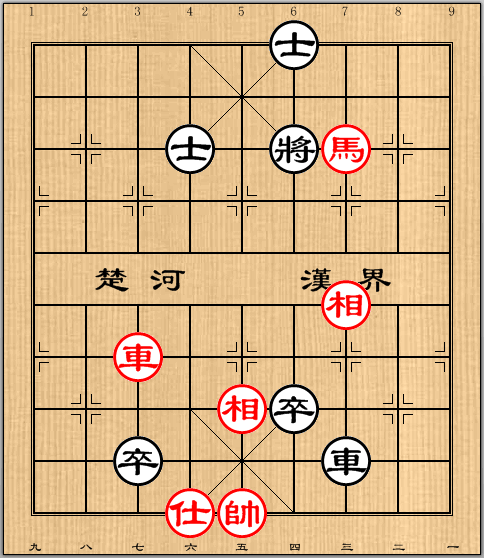 1 2 3 4 5 6 7 8 9
士
士 將 馬
楚 河 漢 界
相
車
相 卒
卒 車
仕 帥
九 八 七 六 五 四 三 二 一